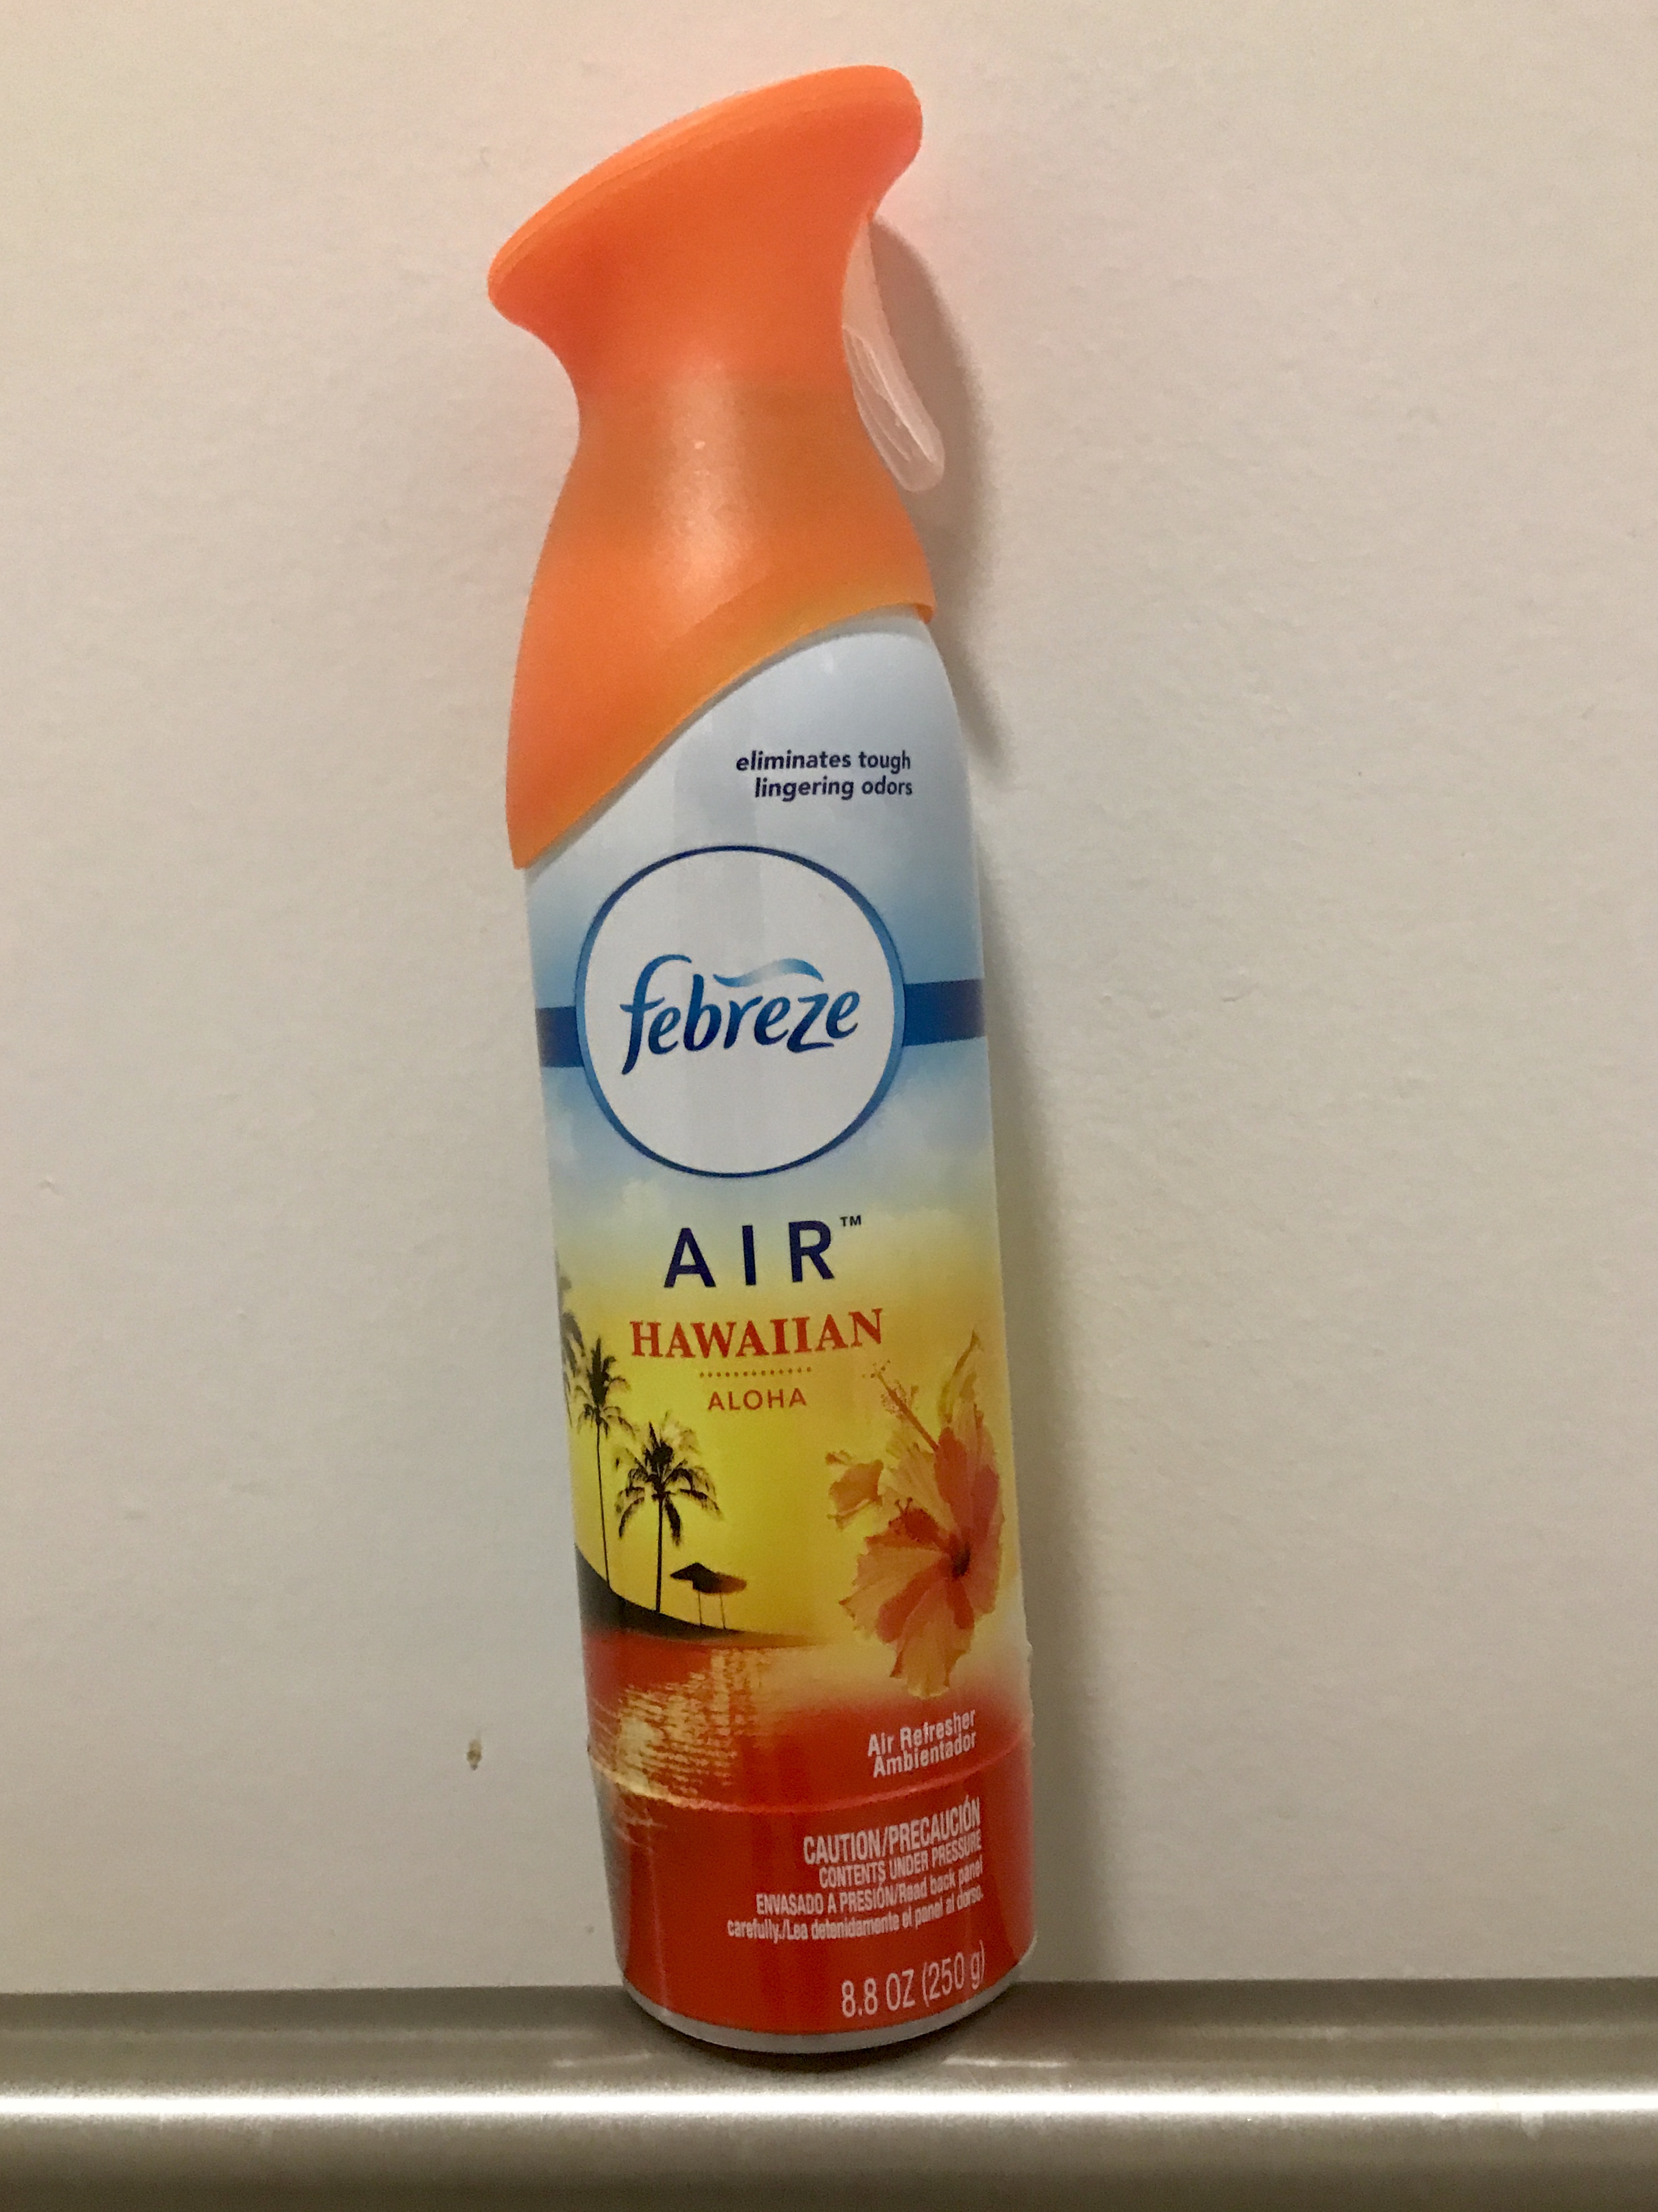 eliminates tough
lingering odors
febreze
AIR™
HAWAIIAN
ALOHA
Air Refresher
Ambientador
CAUTION/PRECAUCIÓN
CONTENTS UNDER PRESSURE
ENVASADO A PRESIÓN/Read back panel
carefully./Lea detenidamente el panel al dorso.
8.8 OZ (250 g)